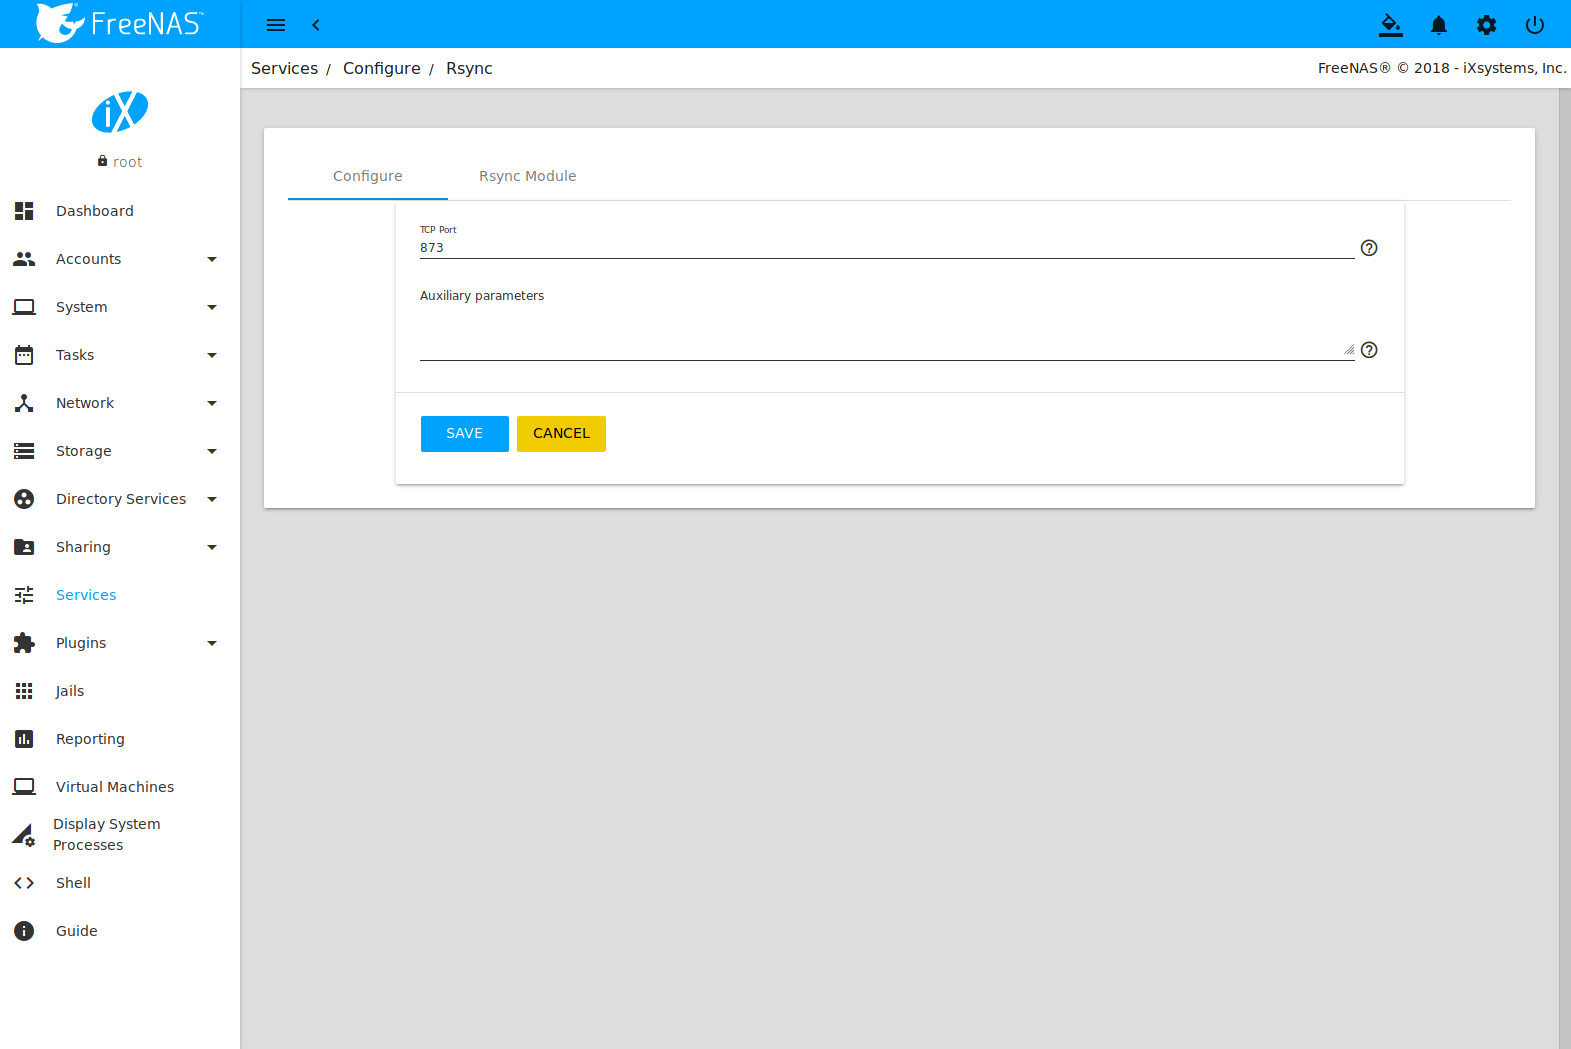 FreeNAS™
Services / Configure / Rsync
FreeNAS® © 2018 - iXsystems, Inc.
iX
root
Dashboard
Accounts
System
Tasks
Network
Storage
Directory Services
Sharing
Services
Plugins
Jails
Reporting
Virtual Machines
Display System
Processes
Shell
Guide
Configure
Rsync Module
TCP Port
873
Auxiliary parameters
SAVE
CANCEL